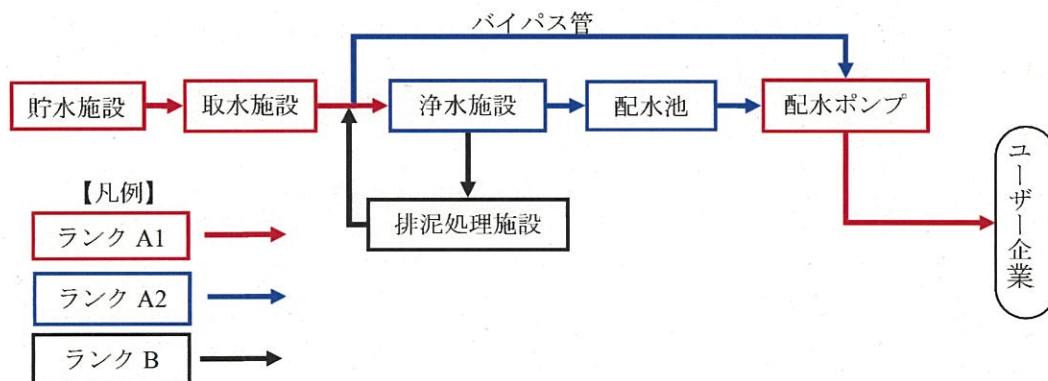 バイパス管
貯水施設
取水施設
浄水施設
配水池
配水ポンプ
排泥処理施設
ユーザー企業
【凡例】
ランク A1
ランク A2
ランク B